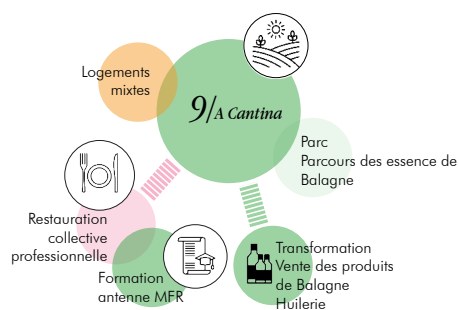 Logements
mixtes
9/A Cantina
Parc
Parcours des essence de
Balagne
Restauration
collective
professionnelle
Formation
antenne MFR
Transformation
Vente des produits
de Balagne
Huilerie